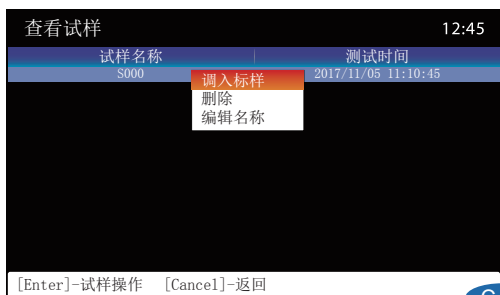 查看试样 12:45
试样名称 测试时间
S000 2017/11/05 11:10:45
调入标样
删除
编辑名称
[Enter]-试样操作 [Cancel]-返回